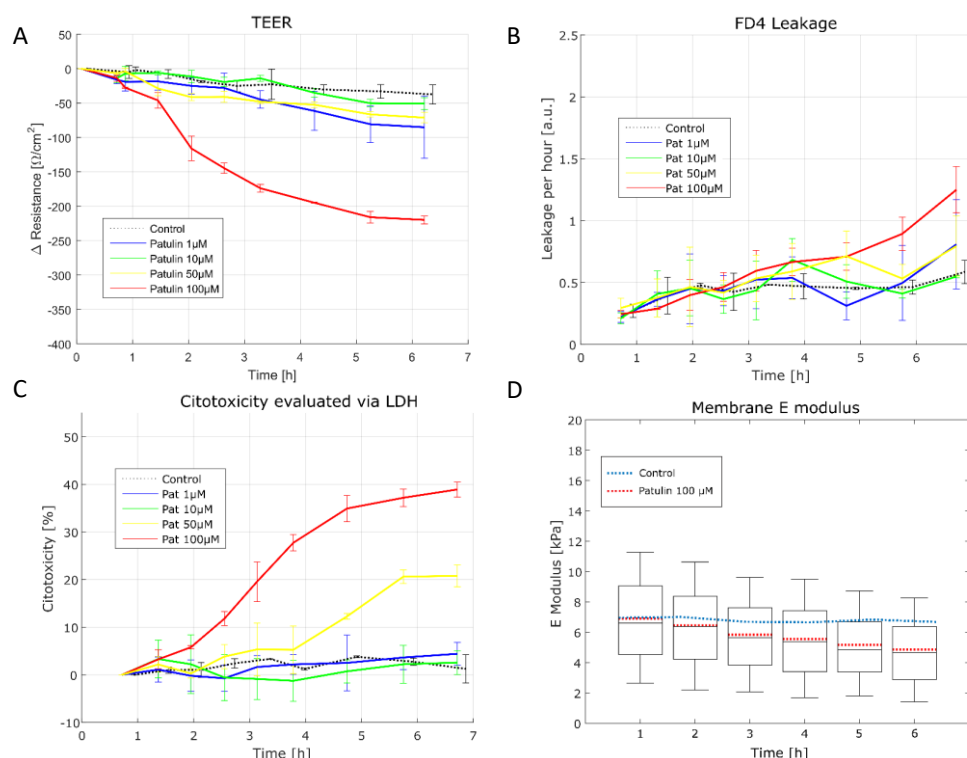 A
TEER
Δ Resistance [Ω/cm²]
50
0
-50
-100
-150
-200
-250
-300
-350
-400
Control
Patulin 1μM
Patulin 10μM
Patulin 50μM
Patulin 100μM
0 1 2 3 4 5 6 7
Time [h]
B
FD4 Leakage
Leakage per hour [a.u.]
2.5
2
1.5
1
0.5
0
Control
Pat 1μM
Pat 10μM
Pat 50μM
Pat 100μM
0 1 2 3 4 5 6
Time [h]
C
Citotoxicity evaluated via LDH
Citotoxicity [%]
50
40
30
20
10
0
-10
Control
Pat 1μM
Pat 10μM
Pat 50μM
Pat 100μM
0 1 2 3 4 5 6 7
Time [h]
D
Membrane E modulus
E Modulus [kPa]
20
18
16
14
12
10
8
6
4
2
0
Control
Patulin 100 μM
1 2 3 4 5 6
Time [h]